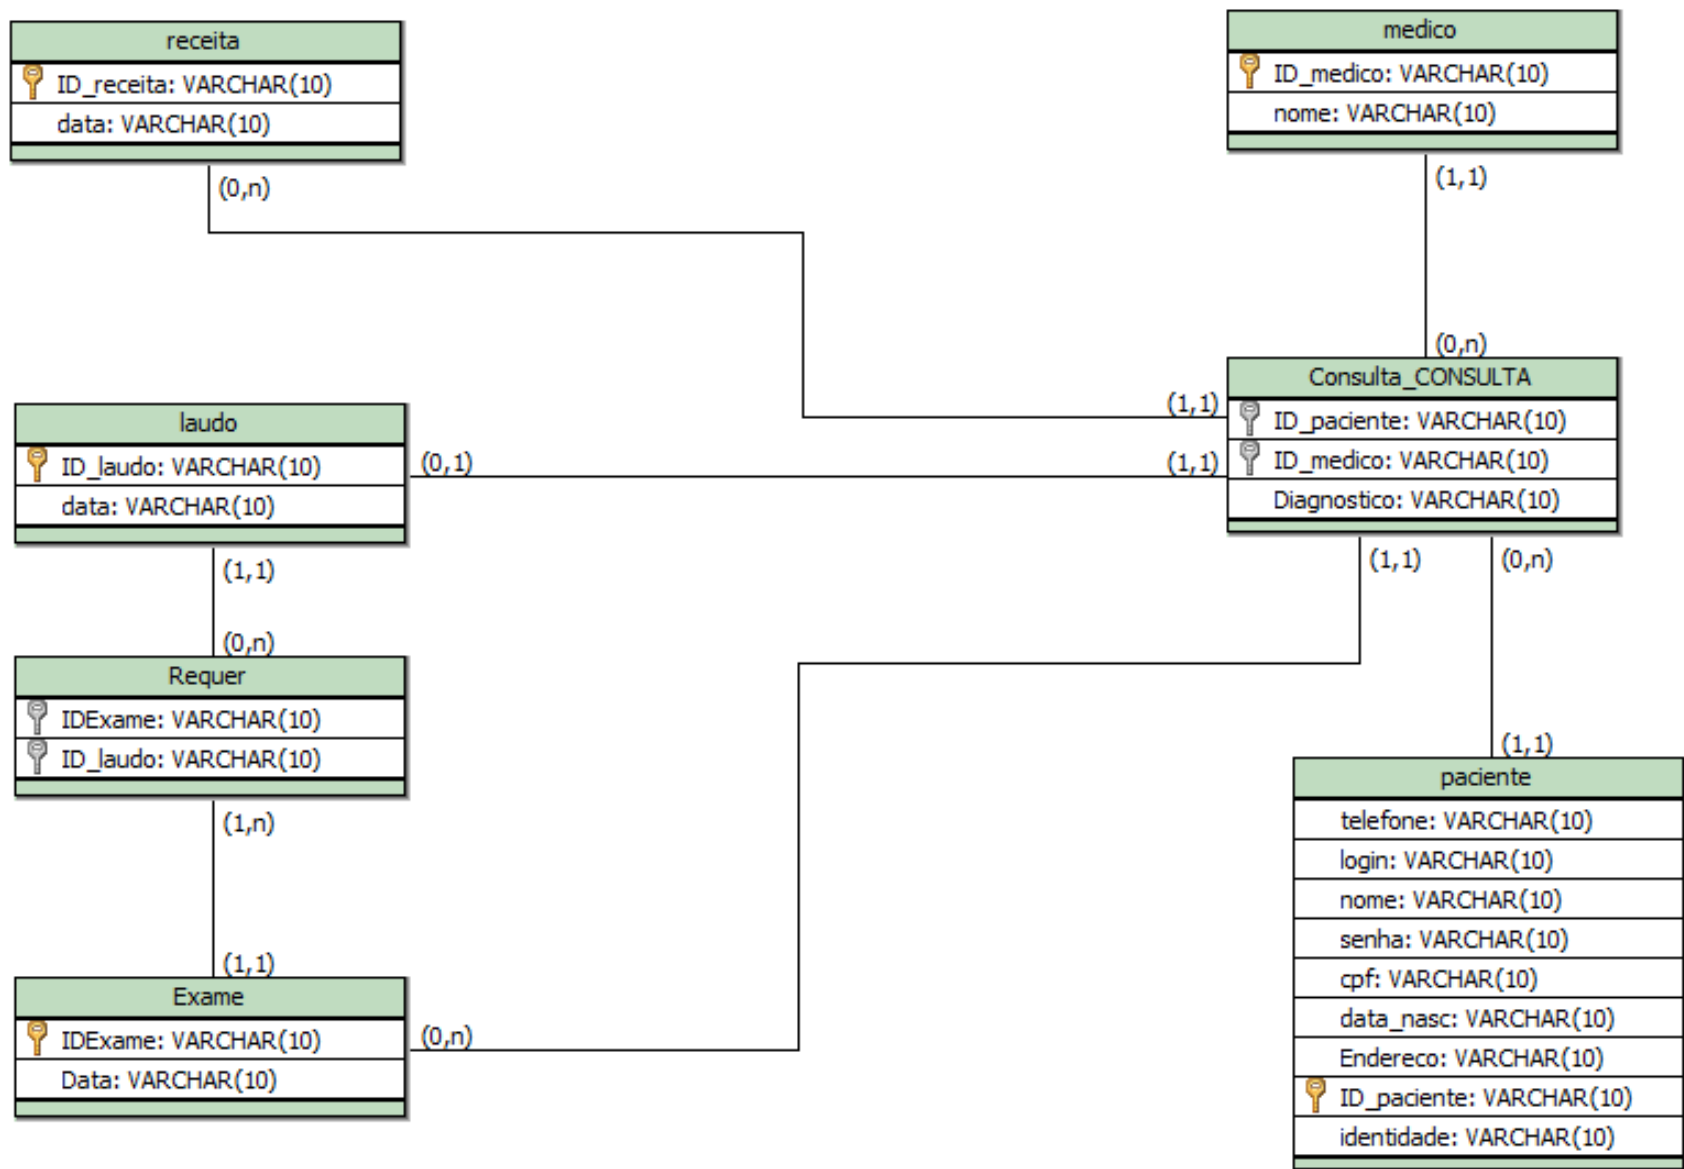 receita
ID_receita: VARCHAR(10)
data: VARCHAR(10)
(0,n)
medico
ID_medico: VARCHAR(10)
nome: VARCHAR(10)
(1,1)
(0,n)
Consulta_CONSULTA
ID_paciente: VARCHAR(10)
ID_medico: VARCHAR(10)
Diagnostico: VARCHAR(10)
(1,1)
(1,1)
(1,1)
(0,n)
laudo
ID_laudo: VARCHAR(10)
data: VARCHAR(10)
(0,1)
(1,1)
(0,n)
Requer
IDExame: VARCHAR(10)
ID_laudo: VARCHAR(10)
(1,n)
(1,1)
Exame
IDExame: VARCHAR(10)
Data: VARCHAR(10)
(0,n)
(1,1)
paciente
telefone: VARCHAR(10)
login: VARCHAR(10)
nome: VARCHAR(10)
senha: VARCHAR(10)
cpf: VARCHAR(10)
data_nasc: VARCHAR(10)
Endereco: VARCHAR(10)
ID_paciente: VARCHAR(10)
identidade: VARCHAR(10)